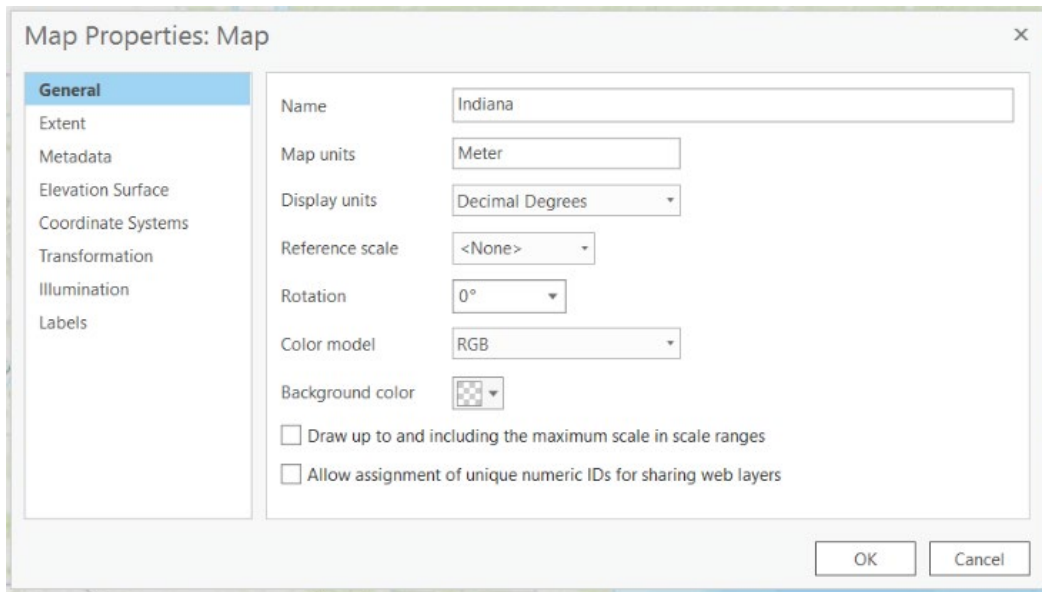 Map Properties: Map
General
Extent
Metadata
Elevation Surface
Coordinate Systems
Transformation
Illumination
Labels
Name Indiana
Map units Meter
Display units Decimal Degrees
Reference scale <None>
Rotation 0°
Color model RGB
Background color
Draw up to and including the maximum scale in scale ranges
Allow assignment of unique numeric IDs for sharing web layers
OK Cancel